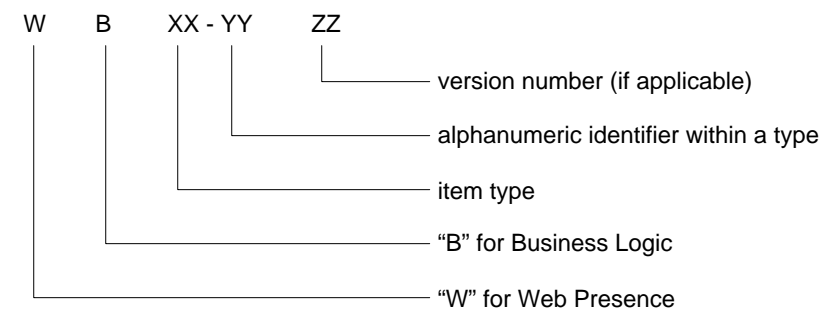 W B XX - YY ZZ
version number (if applicable)
alphanumeric identifier within a type
item type
“B” for Business Logic
“W” for Web Presence